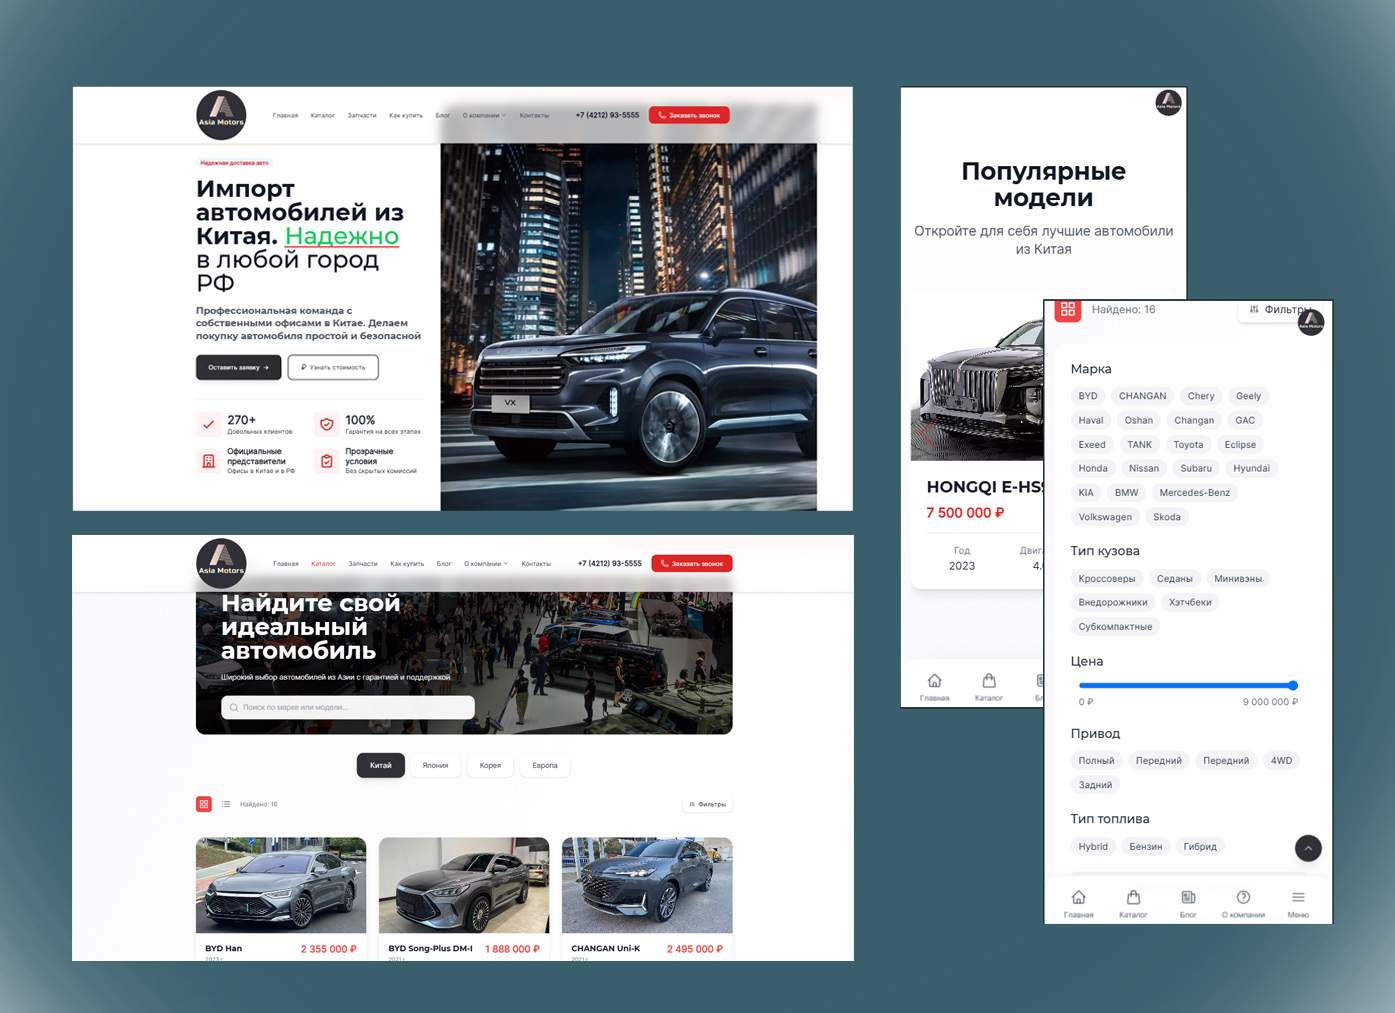 Asia Motors
Главная Каталог Запчасти Как купить Блог О компании Контакты +7 (4212) 93-5555 Заказать звонок
Надежная доставка авто
Импорт
автомобилей из
Китая. Надежно
в любой город
РФ
Профессиональная команда с
собственными офисами в Китае. Делаем
покупку автомобиля простой и безопасной
Оставить заявку → ₽ Узнать стоимость
270+
Довольных клиентов
100%
Гарантия на всех этапах
Официальные
представители
Офисы в Китае и в РФ
Прозрачные
условия
Без скрытых комиссий
VX
Asia Motors
Главная Каталог Запчасти Как купить Блог О компании Контакты +7 (4212) 93-5555 Заказать звонок
Найдите свой
идеальный
автомобиль
Широкий выбор автомобилей из Азии с гарантией и поддержкой
Поиск по марке или модели...
Китай Япония Корея Европа
Найдено: 16 Фильтры
BYD Han 2 355 000 ₽
2023 г.
BYD Song-Plus DM-I 1 888 000 ₽
2021 г.
CHANGAN Uni-K 2 495 000 ₽
2021 г.
Asia Motors
Популярные
модели
Откройте для себя лучшие автомобили
из Китая
HONGQI E-HS9
7 500 000 ₽
Год
2023
Главная Каталог
Найдено: 16 Фильтры
Asia Motors
Марка
BYD CHANGAN Chery Geely
Haval Oshan Changan GAC
Exeed TANK Toyota Eclipse
Honda Nissan Subaru Hyundai
KIA BMW Mercedes-Benz
Volkswagen Skoda
Тип кузова
Кроссоверы Седаны Минивэны
Внедорожники Хэтчбеки
Субкомпактные
Цена
0 ₽ 9 000 000 ₽
Привод
Полный Передний Передний 4WD
Задний
Тип топлива
Hybrid Бензин Гибрид
Главная Каталог Блог О компании Меню